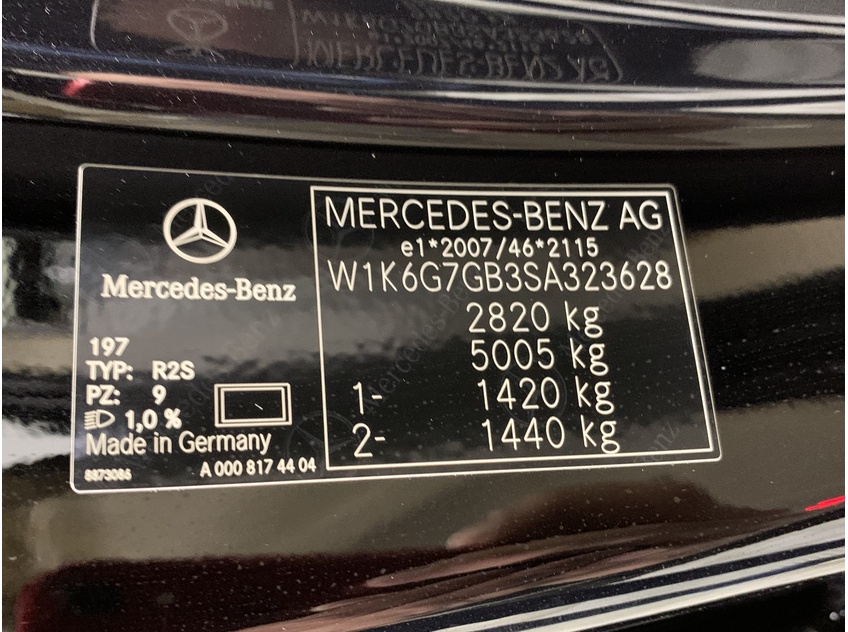 Mercedes-Benz
197
TYP: R2S
PZ: 9
1,0 %
Made in Germany
8873086
A 000 817 44 04
MERCEDES-BENZ AG
e1*2007/46*2115
W1K6G7GB3SA323628
2820 kg
5005 kg
1- 1420 kg
2- 1440 kg